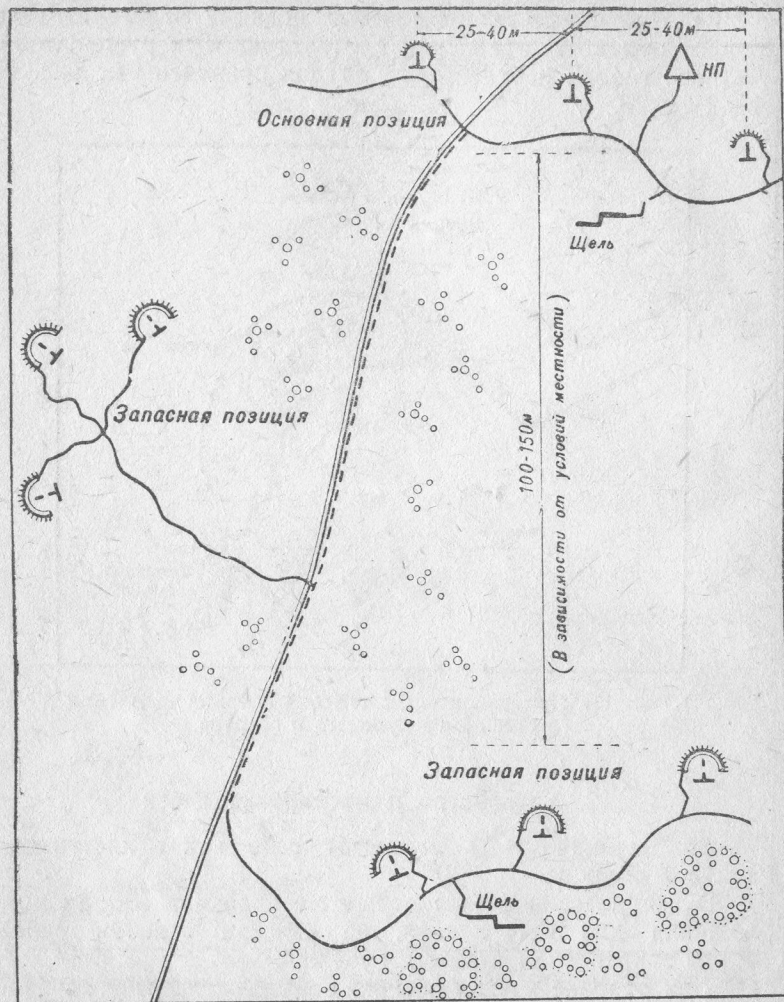 25-40м
25-40м
НП
Основная позиция
Щель
Запасная позиция
100-150м
(В зависимости от условий местности)
Запасная позиция
Щель